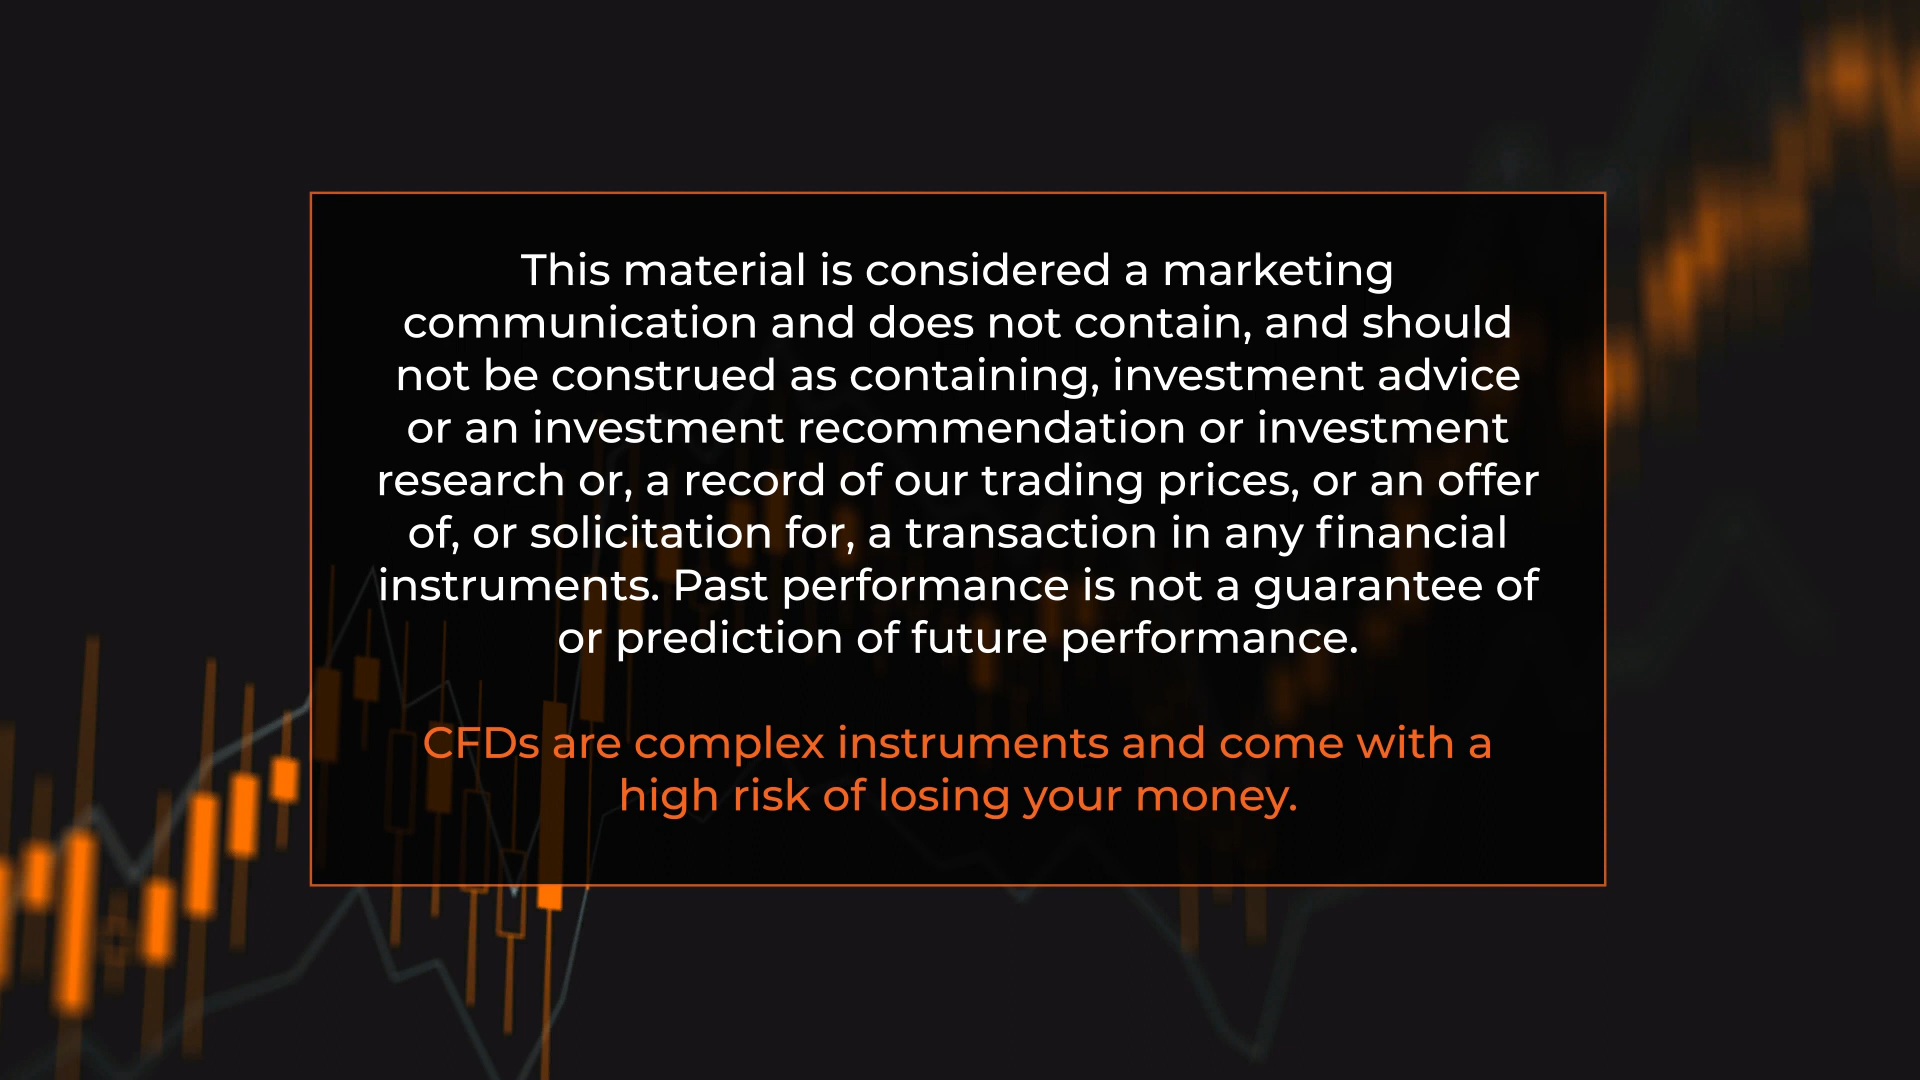 This material is considered a marketing
communication and does not contain, and should
not be construed as containing, investment advice
or an investment recommendation or investment
research or, a record of our trading prices, or an offer
of, or solicitation for, a transaction in any financial
instruments. Past performance is not a guarantee of
or prediction of future performance.
CFDs are complex instruments and come with a
high risk of losing your money.